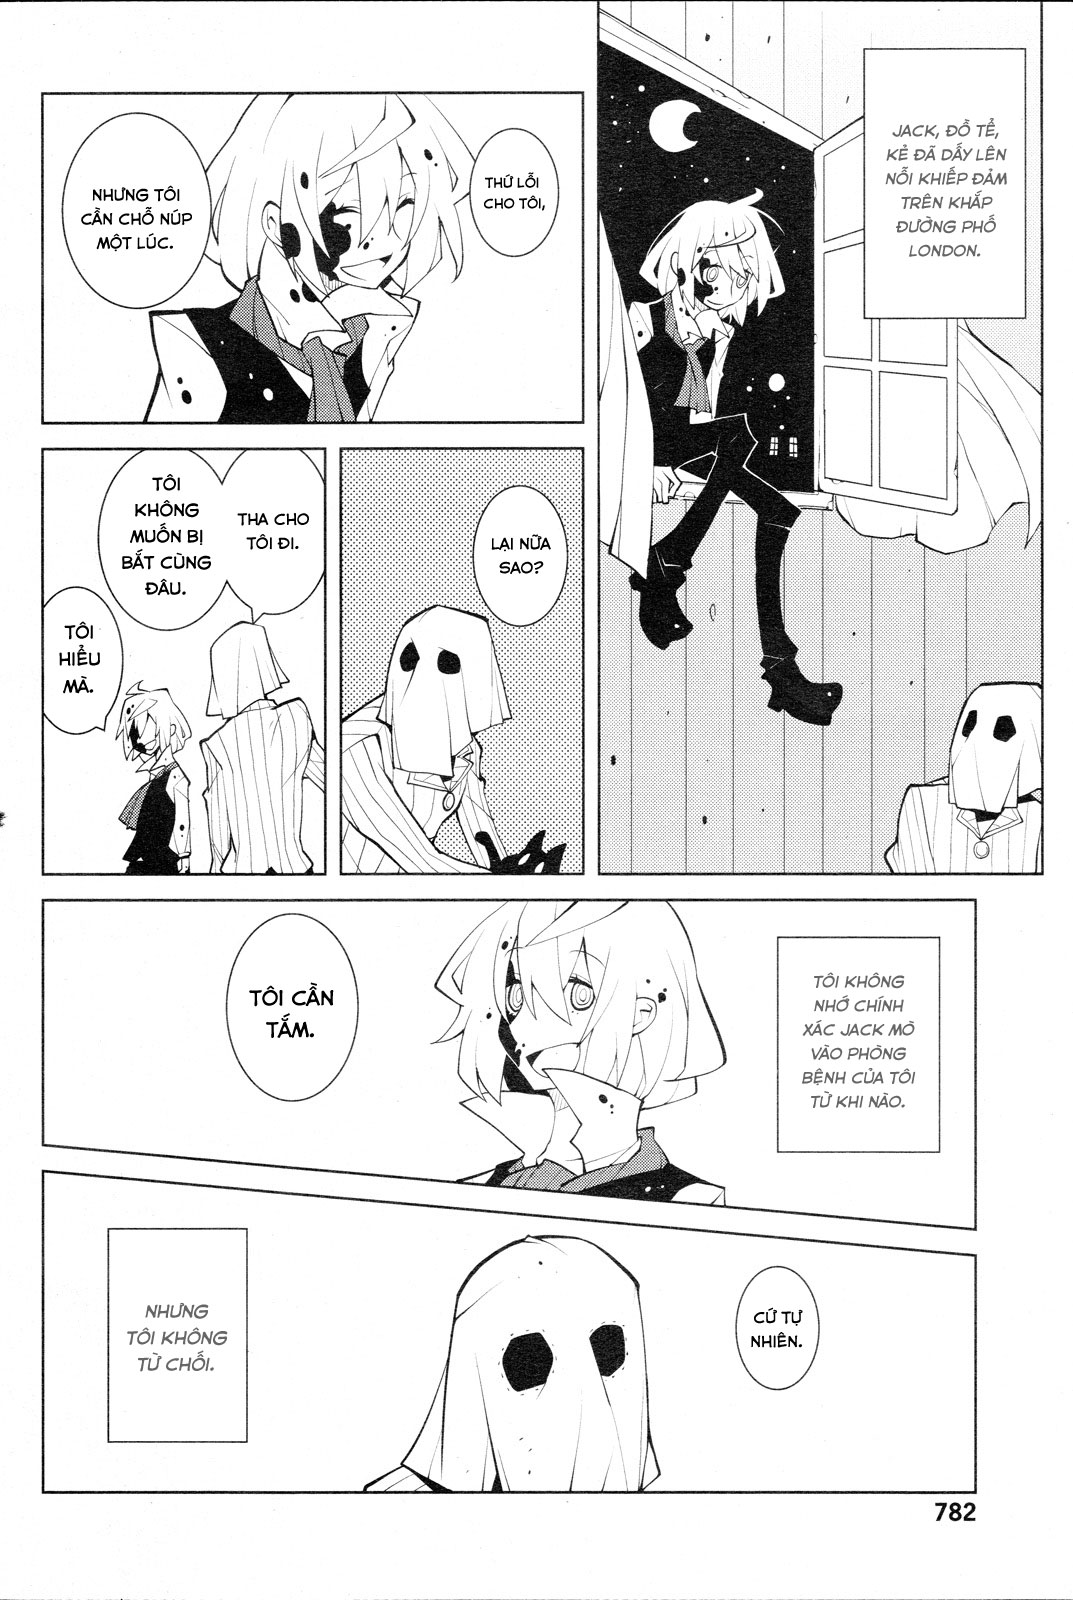 JACK, ĐỒ TỂ,
KẺ ĐÃ DẤY LÊN
NỖI KHIẾP ĐẢM
TRÊN KHẮP
ĐƯỜNG PHỐ
LONDON.
THỨ LỖI
CHO TÔI,
NHƯNG TÔI
CẦN CHỖ NÚP
MỘT LÚC.
LẠI NỮA
SAO?
THA CHO
TÔI ĐI.
TÔI
KHÔNG
MUỐN BỊ
BẮT CÙNG
ĐÂU.
TÔI
HIỂU
MÀ.
TÔI KHÔNG
NHỚ CHÍNH
XÁC JACK MÒ
VÀO PHÒNG
BỆNH CỦA TÔI
TỪ KHI NÀO.
TÔI CẦN
TẮM.
CỨ TỰ
NHIÊN.
NHƯNG
TÔI KHÔNG
TỪ CHỐI.
782